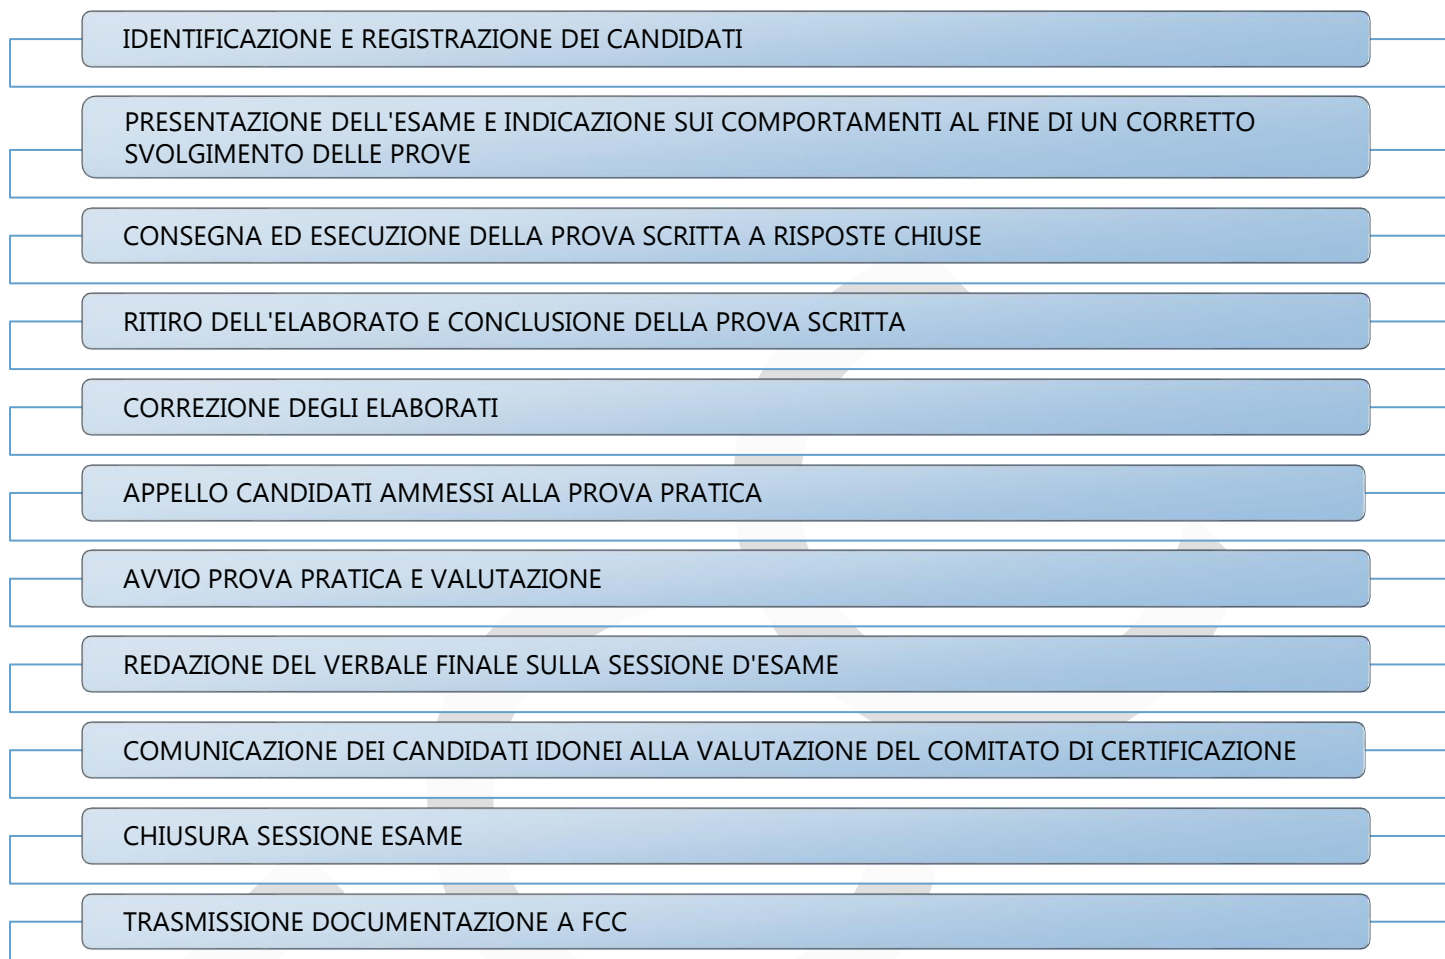 IDENTIFICAZIONE E REGISTRAZIONE DEI CANDIDATI
PRESENTAZIONE DELL'ESAME E INDICAZIONE SUI COMPORTAMENTI AL FINE DI UN CORRETTO
SVOLGIMENTO DELLE PROVE
CONSEGNA ED ESECUZIONE DELLA PROVA SCRITTA A RISPOSTE CHIUSE
RITIRO DELL'ELABORATO E CONCLUSIONE DELLA PROVA SCRITTA
CORREZIONE DEGLI ELABORATI
APPELLO CANDIDATI AMMESSI ALLA PROVA PRATICA
AVVIO PROVA PRATICA E VALUTAZIONE
REDAZIONE DEL VERBALE FINALE SULLA SESSIONE D'ESAME
COMUNICAZIONE DEI CANDIDATI IDONEI ALLA VALUTAZIONE DEL COMITATO DI CERTIFICAZIONE
CHIUSURA SESSIONE ESAME
TRASMISSIONE DOCUMENTAZIONE A FCC